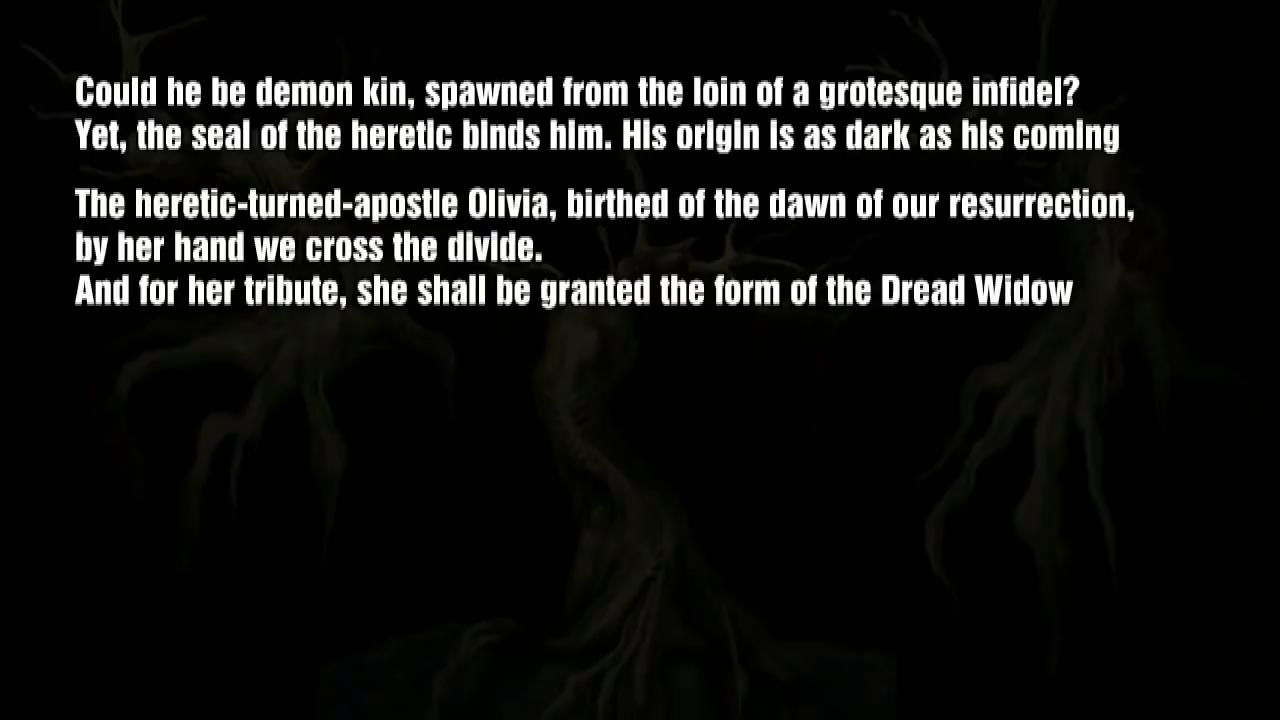 Could he be demon kin, spawned from the loin of a grotesque infidel?
Yet, the seal of the heretic binds him. His origin is as dark as his coming
The heretic-turned-apostle Olivia, birthed of the dawn of our resurrection,
by her hand we cross the divide.
And for her tribute, she shall be granted the form of the Dread Widow